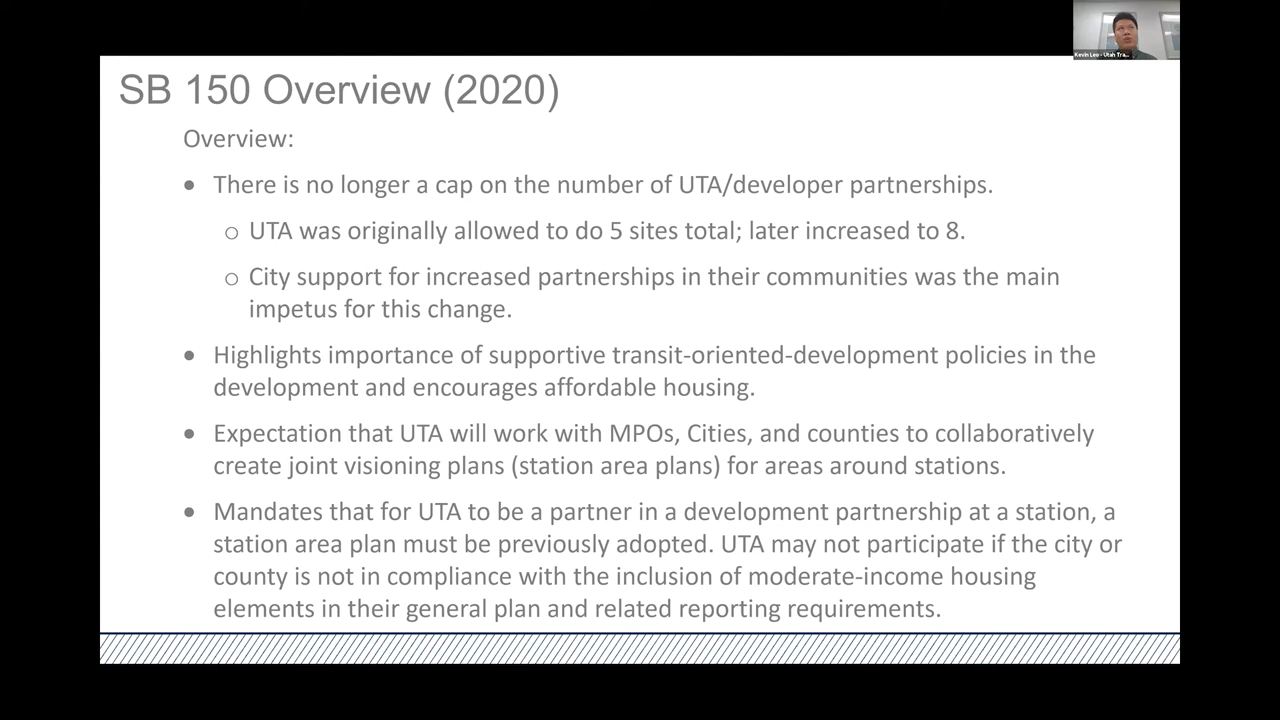 SB 150 Overview (2020)
Overview:
• There is no longer a cap on the number of UTA/developer partnerships.
o UTA was originally allowed to do 5 sites total; later increased to 8.
o City support for increased partnerships in their communities was the main
impetus for this change.
• Highlights importance of supportive transit-oriented-development policies in the
development and encourages affordable housing.
• Expectation that UTA will work with MPOs, Cities, and counties to collaboratively
create joint visioning plans (station area plans) for areas around stations.
• Mandates that for UTA to be a partner in a development partnership at a station, a
station area plan must be previously adopted. UTA may not participate if the city or
county is not in compliance with the inclusion of moderate-income housing
elements in their general plan and related reporting requirements.
Kevin Leo - Utah Tra...